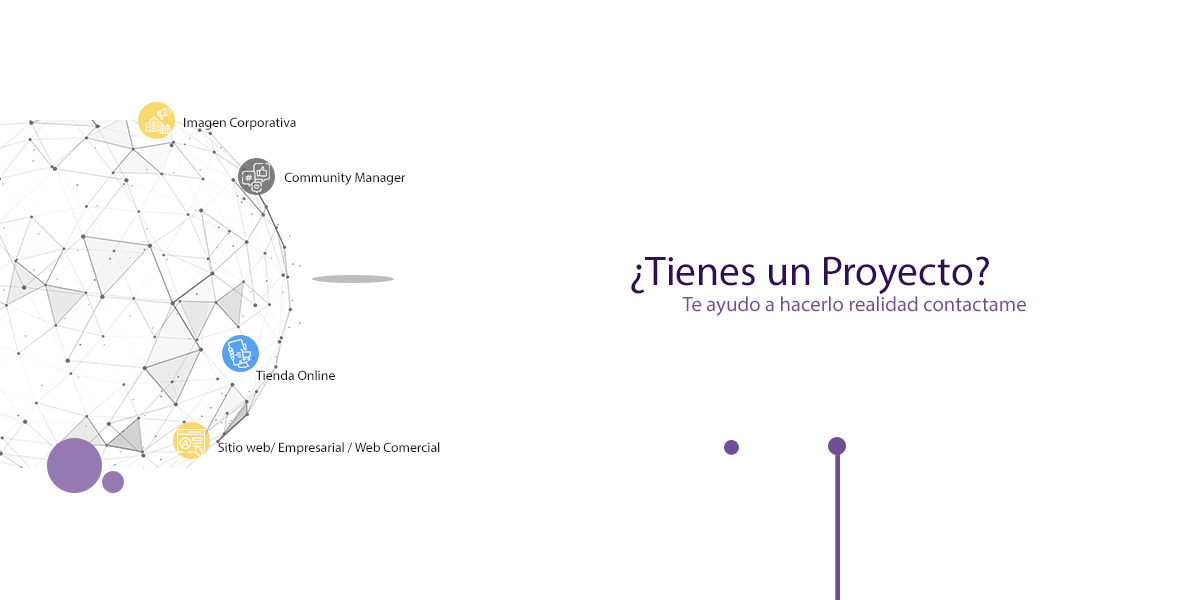 Imagen Corporativa
Community Manager
¿Tienes un Proyecto?
Te ayudo a hacerlo realidad contactame
Tienda Online
Sitio web/ Empresarial / Web Comercial